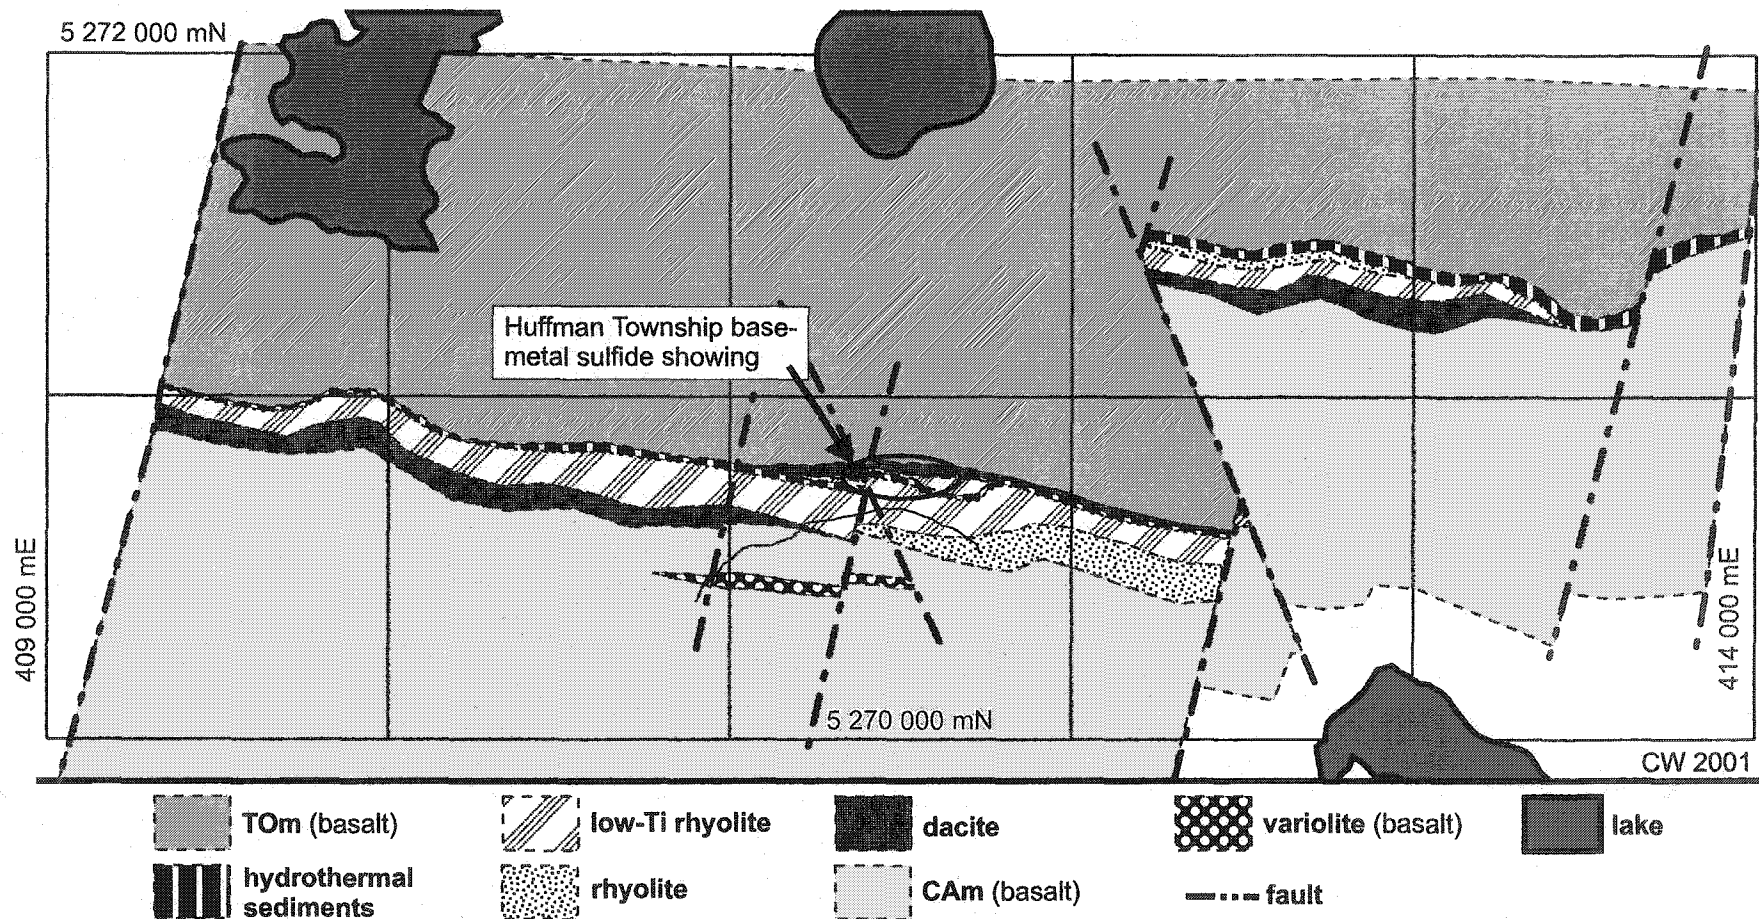 5 272 000 mN
Huffman Township base-
metal sulfide showing
409 000 mE
414 000 mE
5 270 000 mN
CW 2001
TOm (basalt)
low-Ti rhyolite
dacite
variolite (basalt)
lake
hydrothermal
sediments
rhyolite
CAm (basalt)
fault